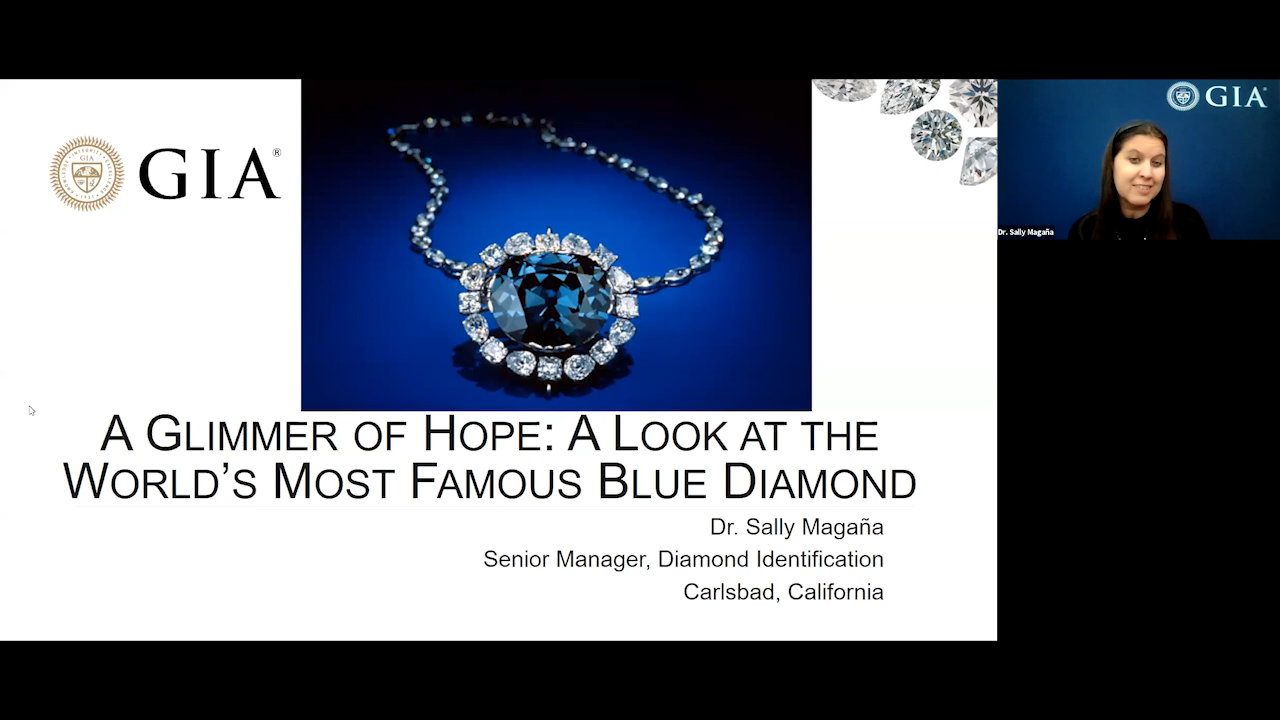 GIA®
GIA
A GLIMMER OF HOPE: A LOOK AT THE
WORLD'S MOST FAMOUS BLUE DIAMOND
Dr. Sally Magaña
Senior Manager, Diamond Identification
Carlsbad, California
GIA®
Dr. Sally Magaña